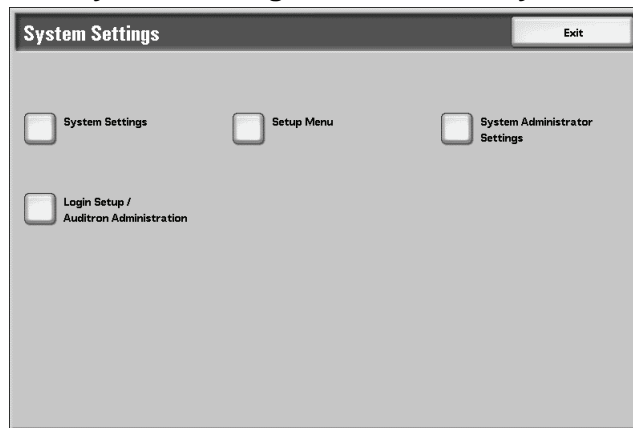 System Settings
Exit
System Settings
Setup Menu
System Administrator
Settings
Login Setup /
Auditron Administration